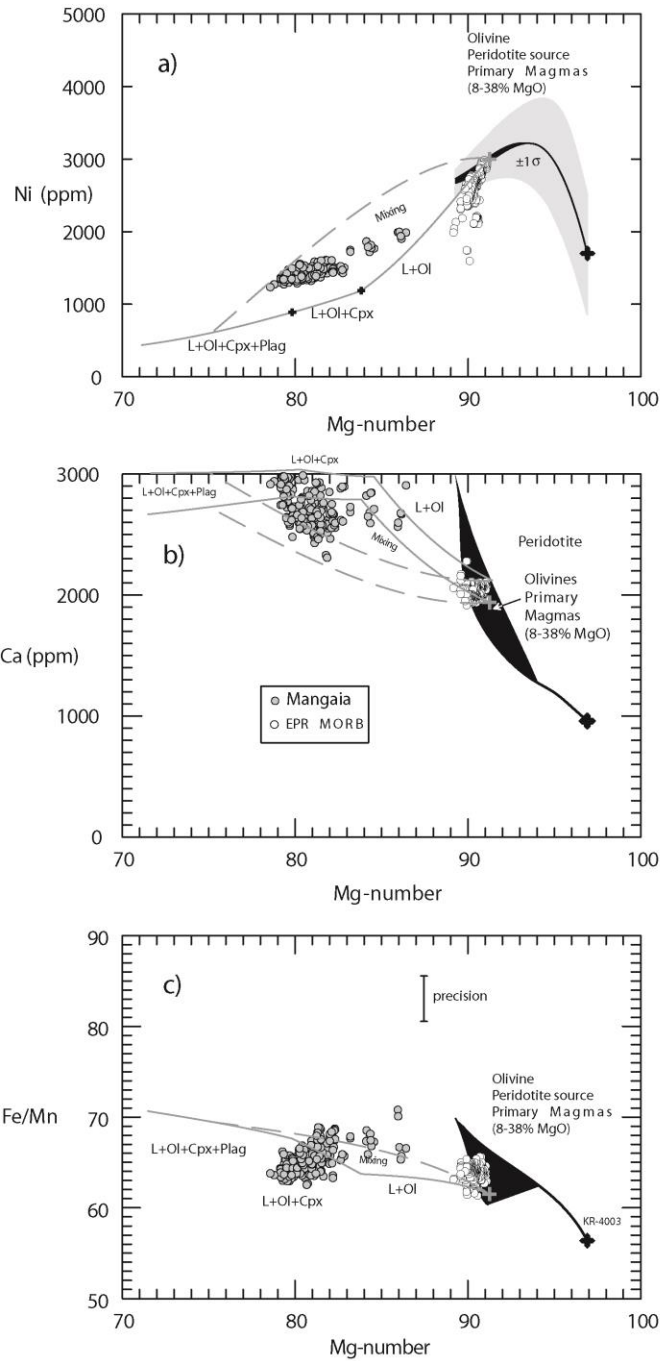 5000
a)
Olivine
Peridotite source
Primary Magmas
(8-38% MgO)
4000
3000
±1σ
Ni (ppm)
Mixing
2000
L+Ol
1000
L+Ol+Cpx
L+Ol+Cpx+Plag
0
70 80 90 100
Mg-number
L+Ol+Cpx
3000
L+Ol+Cpx+Plag
L+Ol
Mixing
b)
Peridotite
2000
Olivines
Primary
Magmas
(8-38% MgO)
Ca (ppm)
Mangaia
EPR MORB
1000
0
70 80 90 100
Mg-number
90
c)
precision
80
Olivine
Peridotite source
Primary Magmas
(8-38% MgO)
Fe/Mn
70
L+Ol+Cpx+Plag
Mixing
L+Ol+Cpx
L+Ol
60
KR-4003
50
70 80 90 100
Mg-number